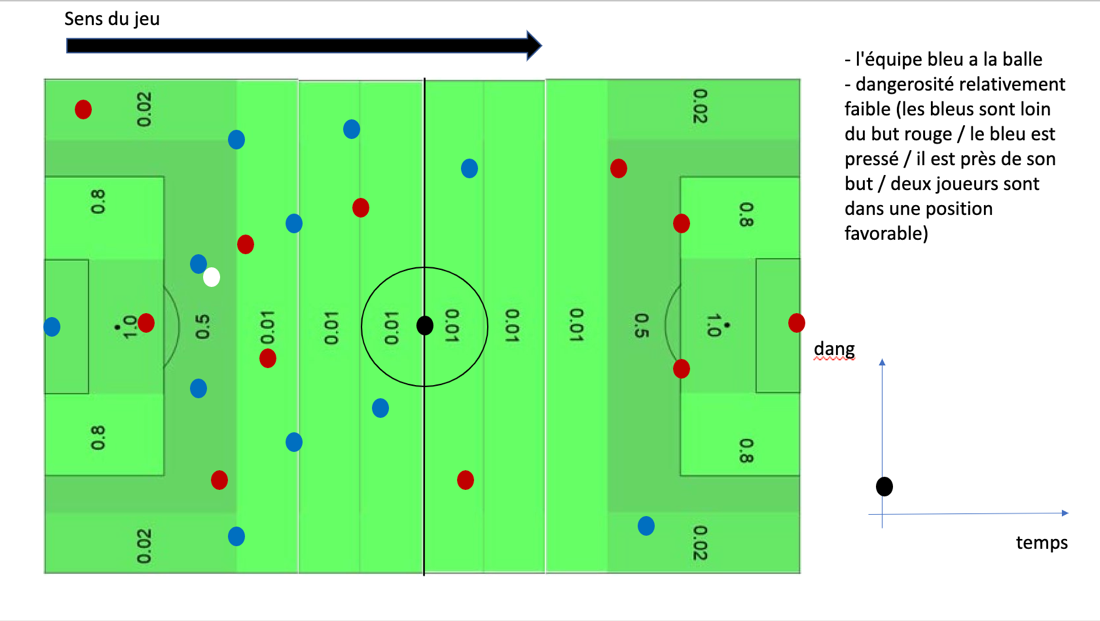 Sens du jeu
- l'équipe bleu a la balle
- dangerosité relativement
faible (les bleus sont loin
du but rouge / le bleu est
pressé / il est près de son
but / deux joueurs sont
dans une position
favorable)
0.02
0.02
0.8
0.8
1.0
0.5
0.01
0.01
0.01
0.01
0.01
0.01
0.5
1.0
0.8
0.8
0.02
0.02
dang
temps